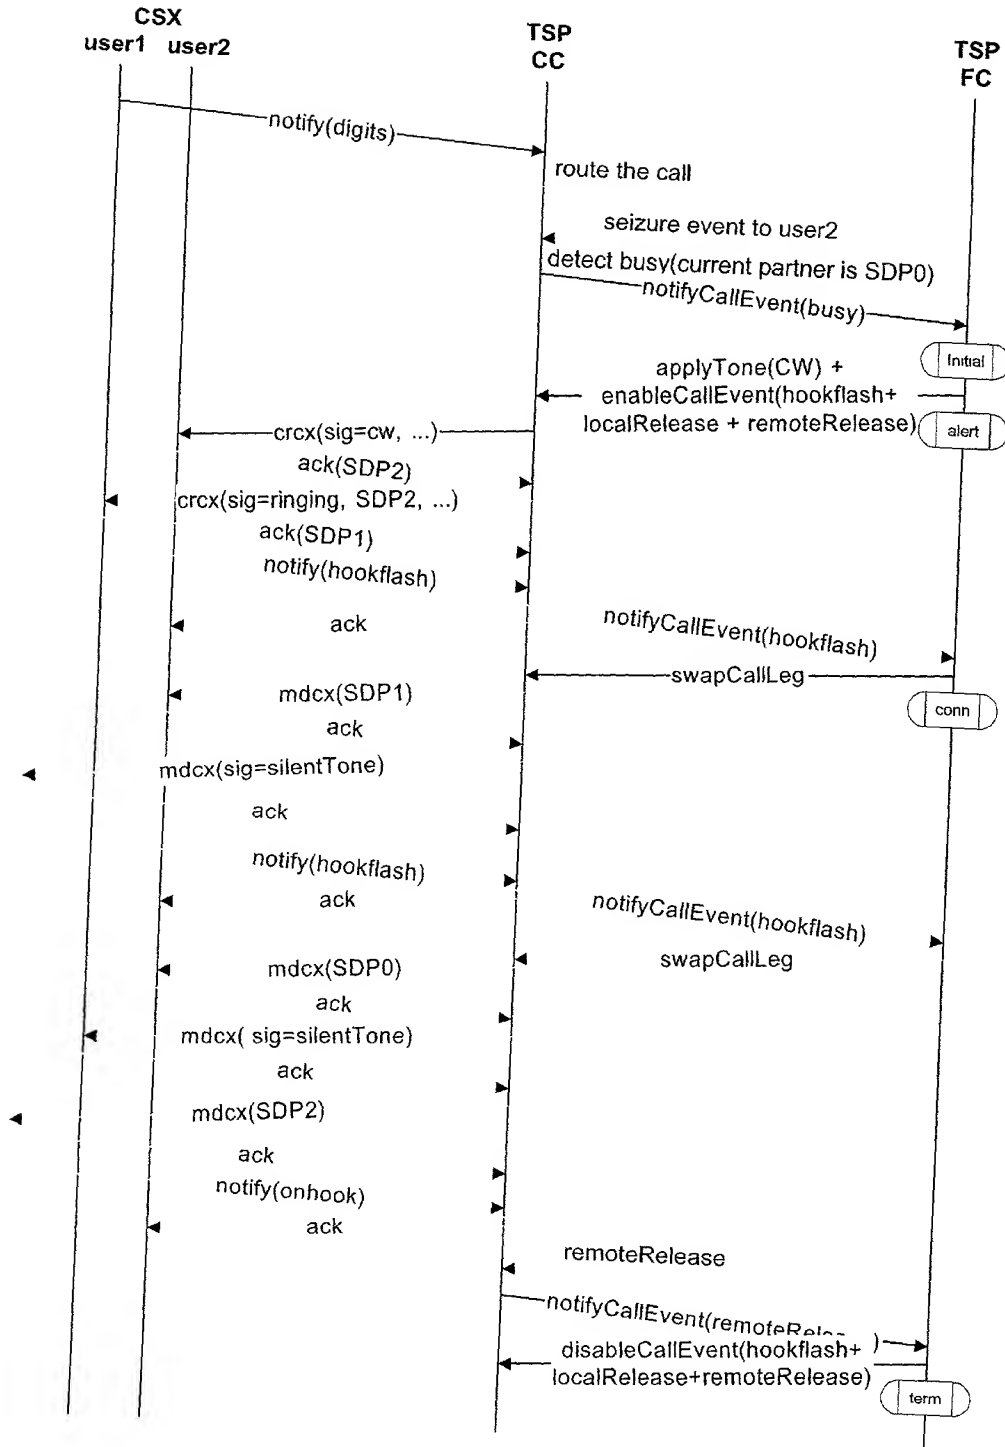 CSX
user1 user2
TSP
CC
TSP
FC
notify(digits)
route the call
seizure event to user2
detect busy(current partner is SDP0)
notifyCallEvent(busy)
Initial
applyTone(CW) +
enableCallEvent(hookflash+
localRelease + remoteRelease)
alert
crcx(sig=cw, ...)
ack(SDP2)
crcx(sig=ringing, SDP2, ...)
ack(SDP1)
notify(hookflash)
ack
notifyCallEvent(hookflash)
swapCallLeg
conn
mdcx(SDP1)
ack
mdcx(sig=silentTone)
ack
notify(hookflash)
ack
notifyCallEvent(hookflash)
swapCallLeg
mdcx(SDP0)
ack
mdcx( sig=silentTone)
ack
mdcx(SDP2)
ack
notify(onhook)
ack
remoteRelease
notifyCallEvent(remoteRelea )
disableCallEvent(hookflash+
localRelease+remoteRelease)
term